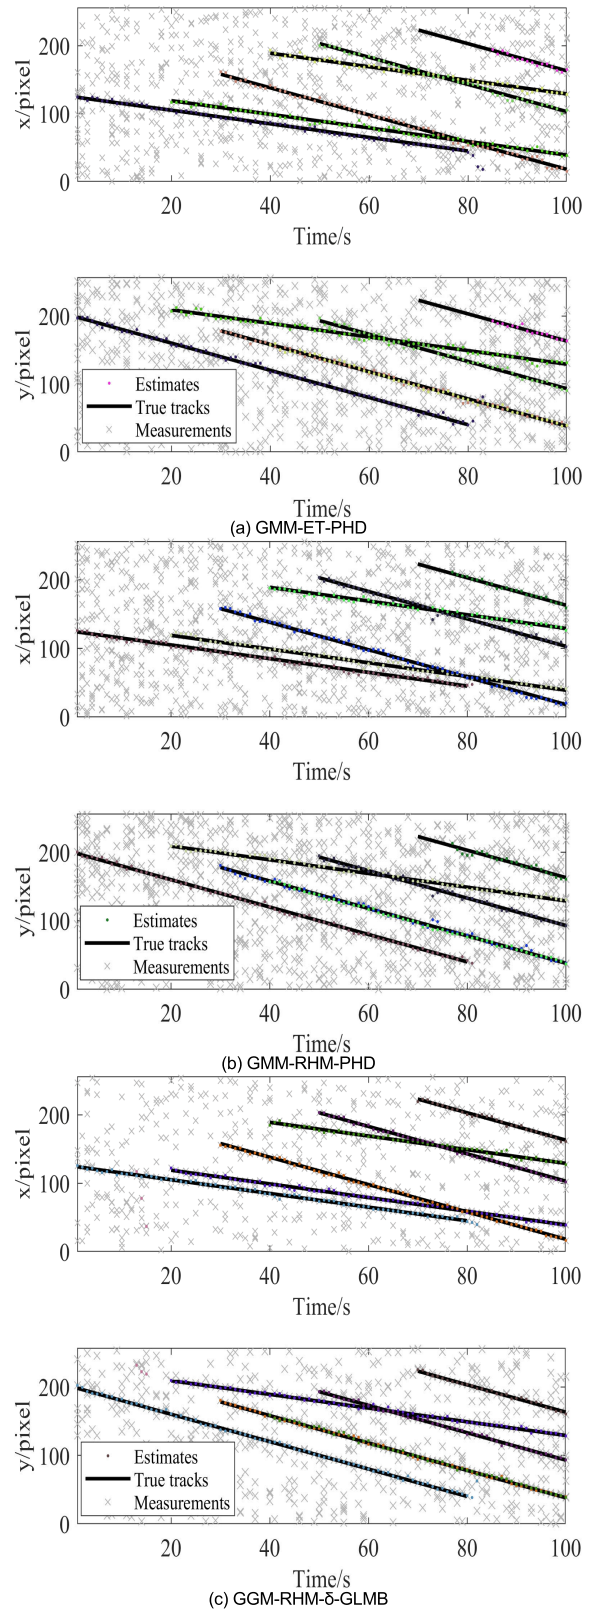 200
100
0
x/pixel
20 40 60 80 100
Time/s
200
100
0
y/pixel
Estimates
True tracks
Measurements
20 40 60 80 100
Time/s
(a) GMM-ET-PHD
200
100
0
x/pixel
20 40 60 80 100
Time/s
200
100
0
y/pixel
Estimates
True tracks
Measurements
20 40 60 80 100
Time/s
(b) GMM-RHM-PHD
200
100
0
x/pixel
20 40 60 80 100
Time/s
200
100
0
y/pixel
Estimates
True tracks
Measurements
20 40 60 80 100
Time/s
(c) GGM-RHM-δ-GLMB